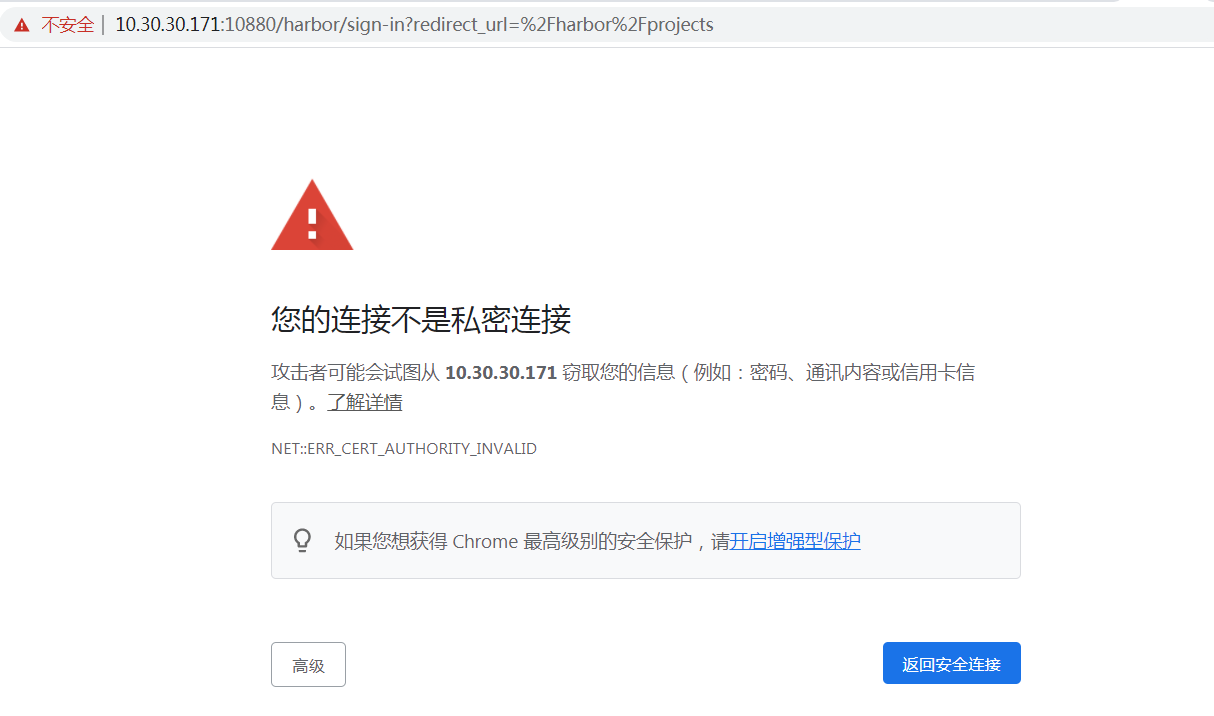 不安全 | 10.30.30.171:10880/harbor/sign-in?redirect_url=%2Fharbor%2Fprojects
您的连接不是私密连接
攻击者可能会试图从 10.30.30.171 窃取您的信息（例如：密码、通讯内容或信用卡信
息）。了解详情
NET::ERR_CERT_AUTHORITY_INVALID
如果您想获得 Chrome 最高级别的安全保护，请开启增强型保护
高级
返回安全连接